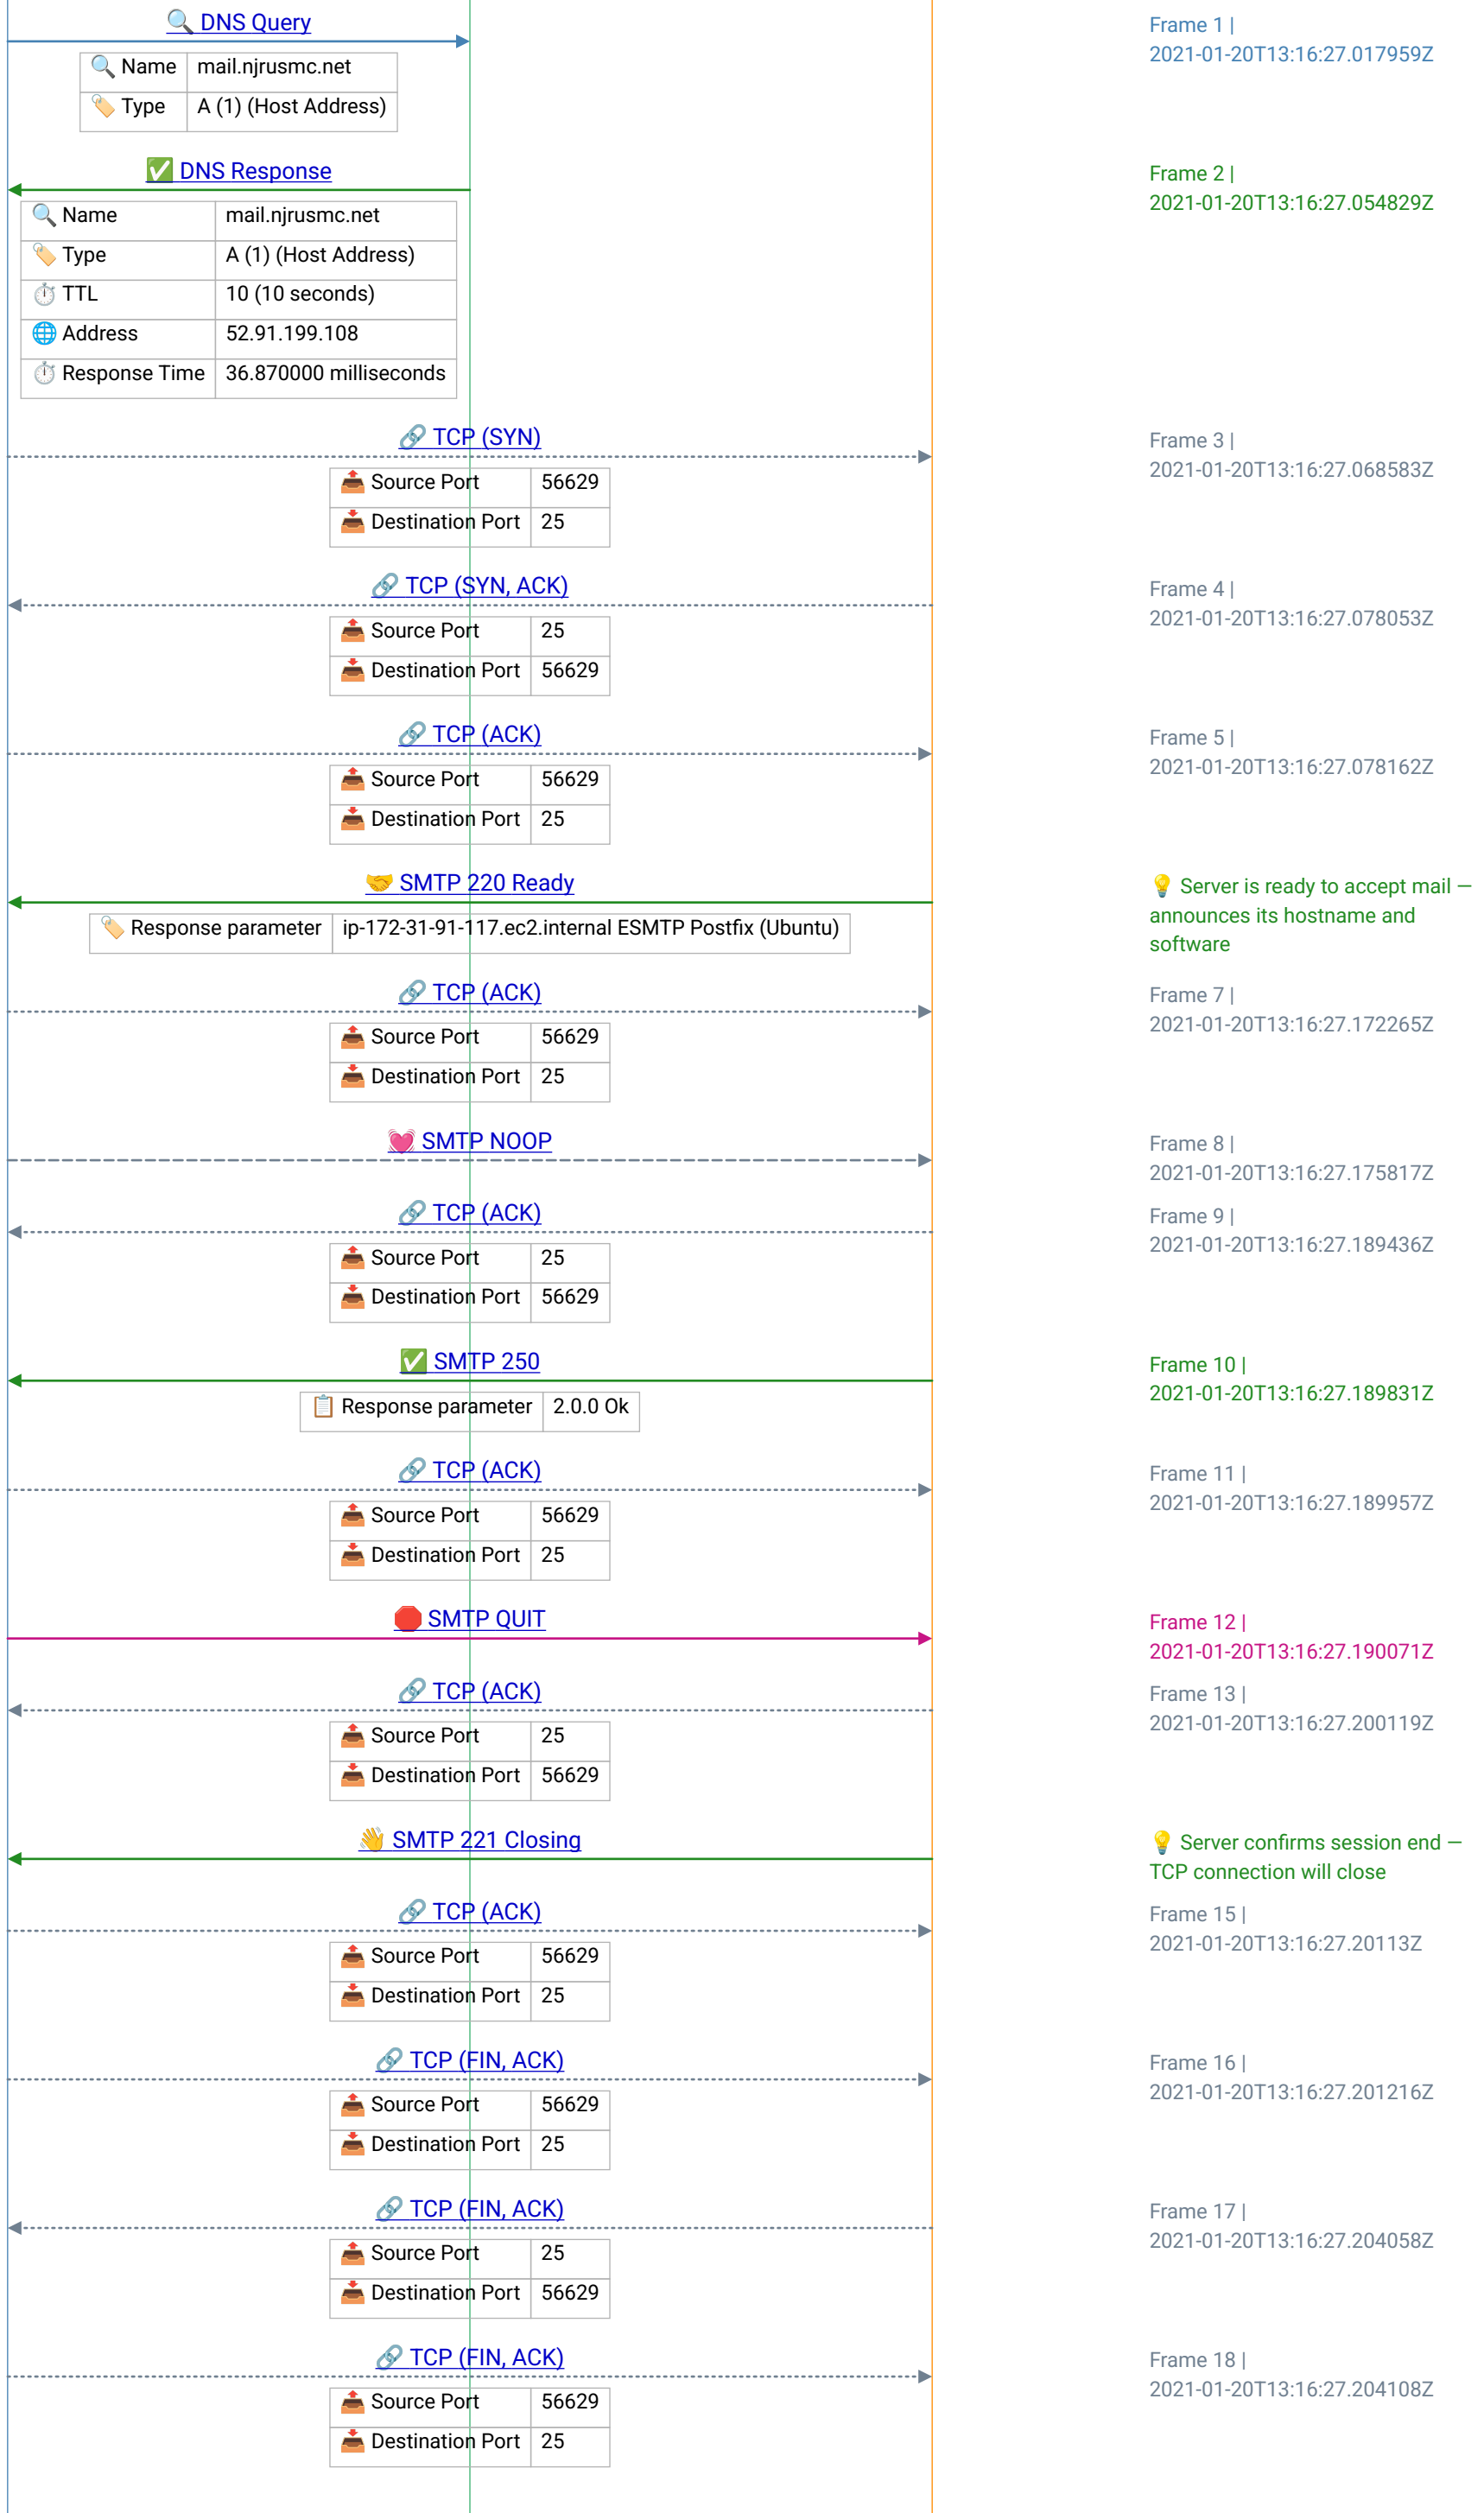 🔍 DNS Query
Frame 1 |
2021-01-20T13:16:27.017959Z
🔍 Name mail.njrusmc.net
🏷️ Type A (1) (Host Address)
✅ DNS Response
Frame 2 |
2021-01-20T13:16:27.054829Z
🔍 Name mail.njrusmc.net
🏷️ Type A (1) (Host Address)
⏱️ TTL 10 (10 seconds)
🌐 Address 52.91.199.108
⏱️ Response Time 36.870000 milliseconds
🔗 TCP (SYN)
Frame 3 |
2021-01-20T13:16:27.068583Z
📤 Source Port 56629
📥 Destination Port 25
🔗 TCP (SYN, ACK)
Frame 4 |
2021-01-20T13:16:27.078053Z
📤 Source Port 25
📥 Destination Port 56629
🔗 TCP (ACK)
Frame 5 |
2021-01-20T13:16:27.078162Z
📤 Source Port 56629
📥 Destination Port 25
🤝 SMTP 220 Ready
💡 Server is ready to accept mail —
announces its hostname and
software
🏷️ Response parameter ip-172-31-91-117.ec2.internal ESMTP Postfix (Ubuntu)
🔗 TCP (ACK)
Frame 7 |
2021-01-20T13:16:27.172265Z
📤 Source Port 56629
📥 Destination Port 25
💓 SMTP NOOP
Frame 8 |
2021-01-20T13:16:27.175817Z
🔗 TCP (ACK)
Frame 9 |
2021-01-20T13:16:27.189436Z
📤 Source Port 25
📥 Destination Port 56629
✅ SMTP 250
Frame 10 |
2021-01-20T13:16:27.189831Z
📋 Response parameter 2.0.0 Ok
🔗 TCP (ACK)
Frame 11 |
2021-01-20T13:16:27.189957Z
📤 Source Port 56629
📥 Destination Port 25
🛑 SMTP QUIT
Frame 12 |
2021-01-20T13:16:27.190071Z
🔗 TCP (ACK)
Frame 13 |
2021-01-20T13:16:27.200119Z
📤 Source Port 25
📥 Destination Port 56629
👋 SMTP 221 Closing
💡 Server confirms session end —
TCP connection will close
🔗 TCP (ACK)
Frame 15 |
2021-01-20T13:16:27.20113Z
📤 Source Port 56629
📥 Destination Port 25
🔗 TCP (FIN, ACK)
Frame 16 |
2021-01-20T13:16:27.201216Z
📤 Source Port 56629
📥 Destination Port 25
🔗 TCP (FIN, ACK)
Frame 17 |
2021-01-20T13:16:27.204058Z
📤 Source Port 25
📥 Destination Port 56629
🔗 TCP (FIN, ACK)
Frame 18 |
2021-01-20T13:16:27.204108Z
📤 Source Port 56629
📥 Destination Port 25